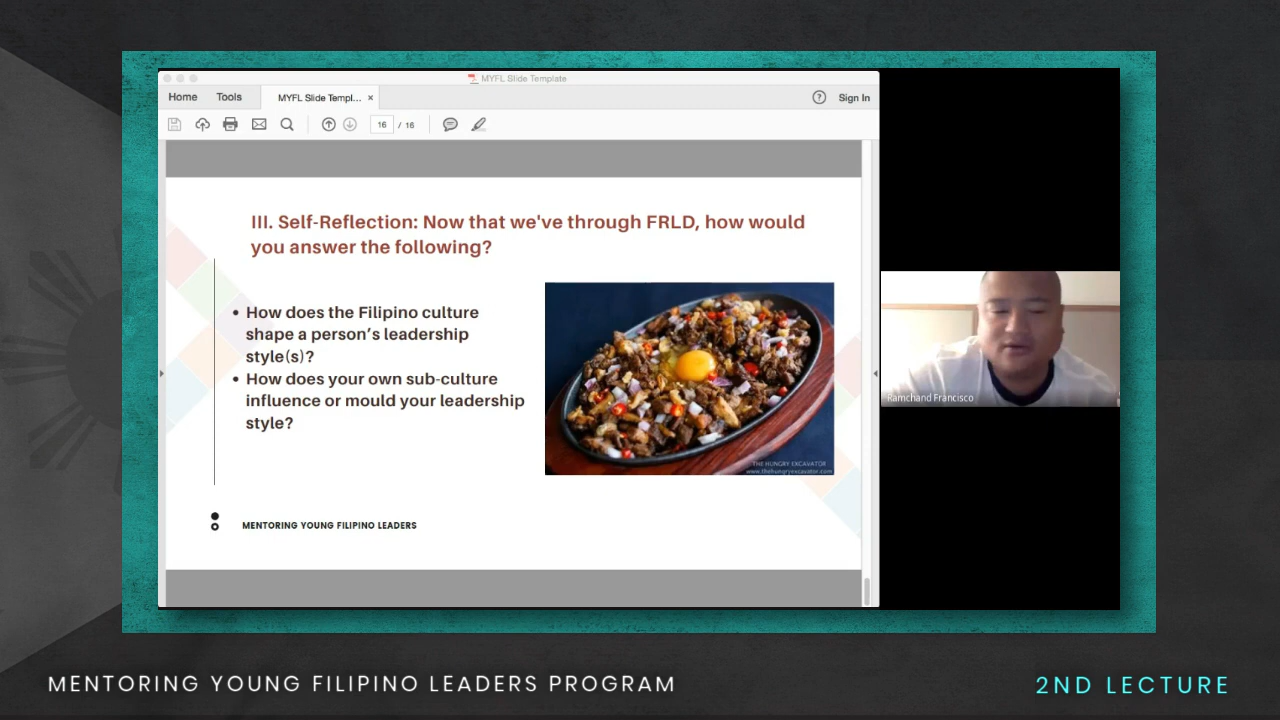 MYFL Slide Template
Home
Tools
MYFL Slide Templ... ×
?
Sign In
16 / 16
III. Self-Reflection: Now that we've through FRLD, how would
you answer the following?
• How does the Filipino culture
shape a person's leadership
style(s)?
• How does your own sub-culture
influence or mould your leadership
style?
THE HUNGRY EXCAVATOR
www.thehungryexcavator.com
MENTORING YOUNG FILIPINO LEADERS
Ramchand Francisco
MENTORING YOUNG FILIPINO LEADERS PROGRAM
2ND LECTURE